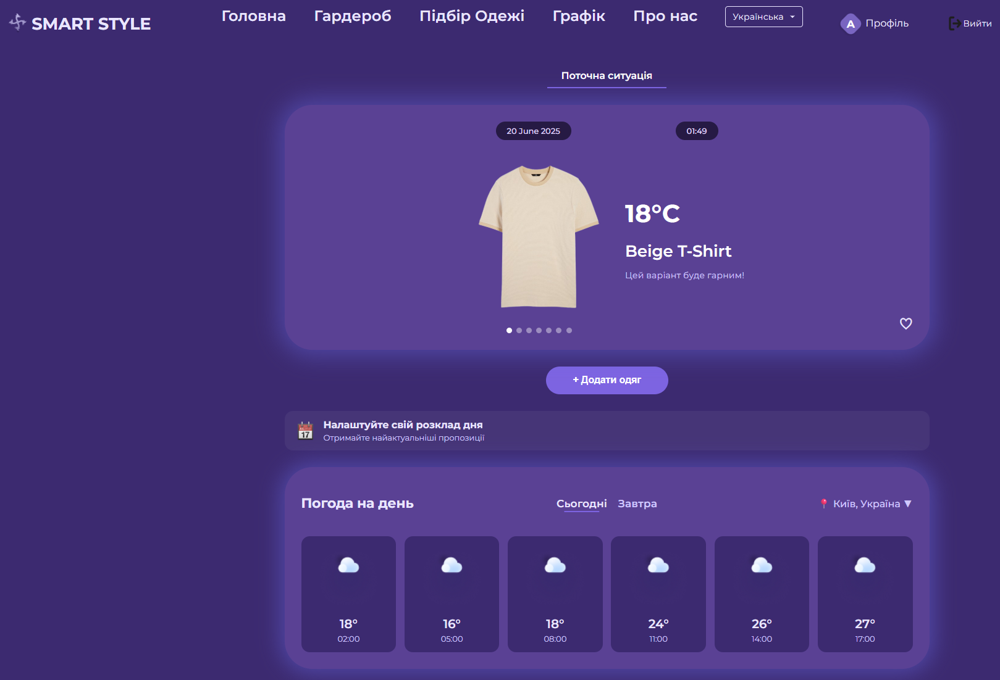 SMART STYLE
Головна
Гардероб
Підбір Одежі
Графік
Про нас
Українська
А
Профіль
Вийти
Поточна ситуація
20 June 2025
01:49
18°C
Beige T-Shirt
Цей варіант буде гарним!
+ Додати одяг
17
Налаштуйте свій розклад дня
Отримайте найактуальніші пропозиції
Погода на день
Сьогодні
Завтра
Київ, Україна ▼
18°
02:00
16°
05:00
18°
08:00
24°
11:00
26°
14:00
27°
17:00